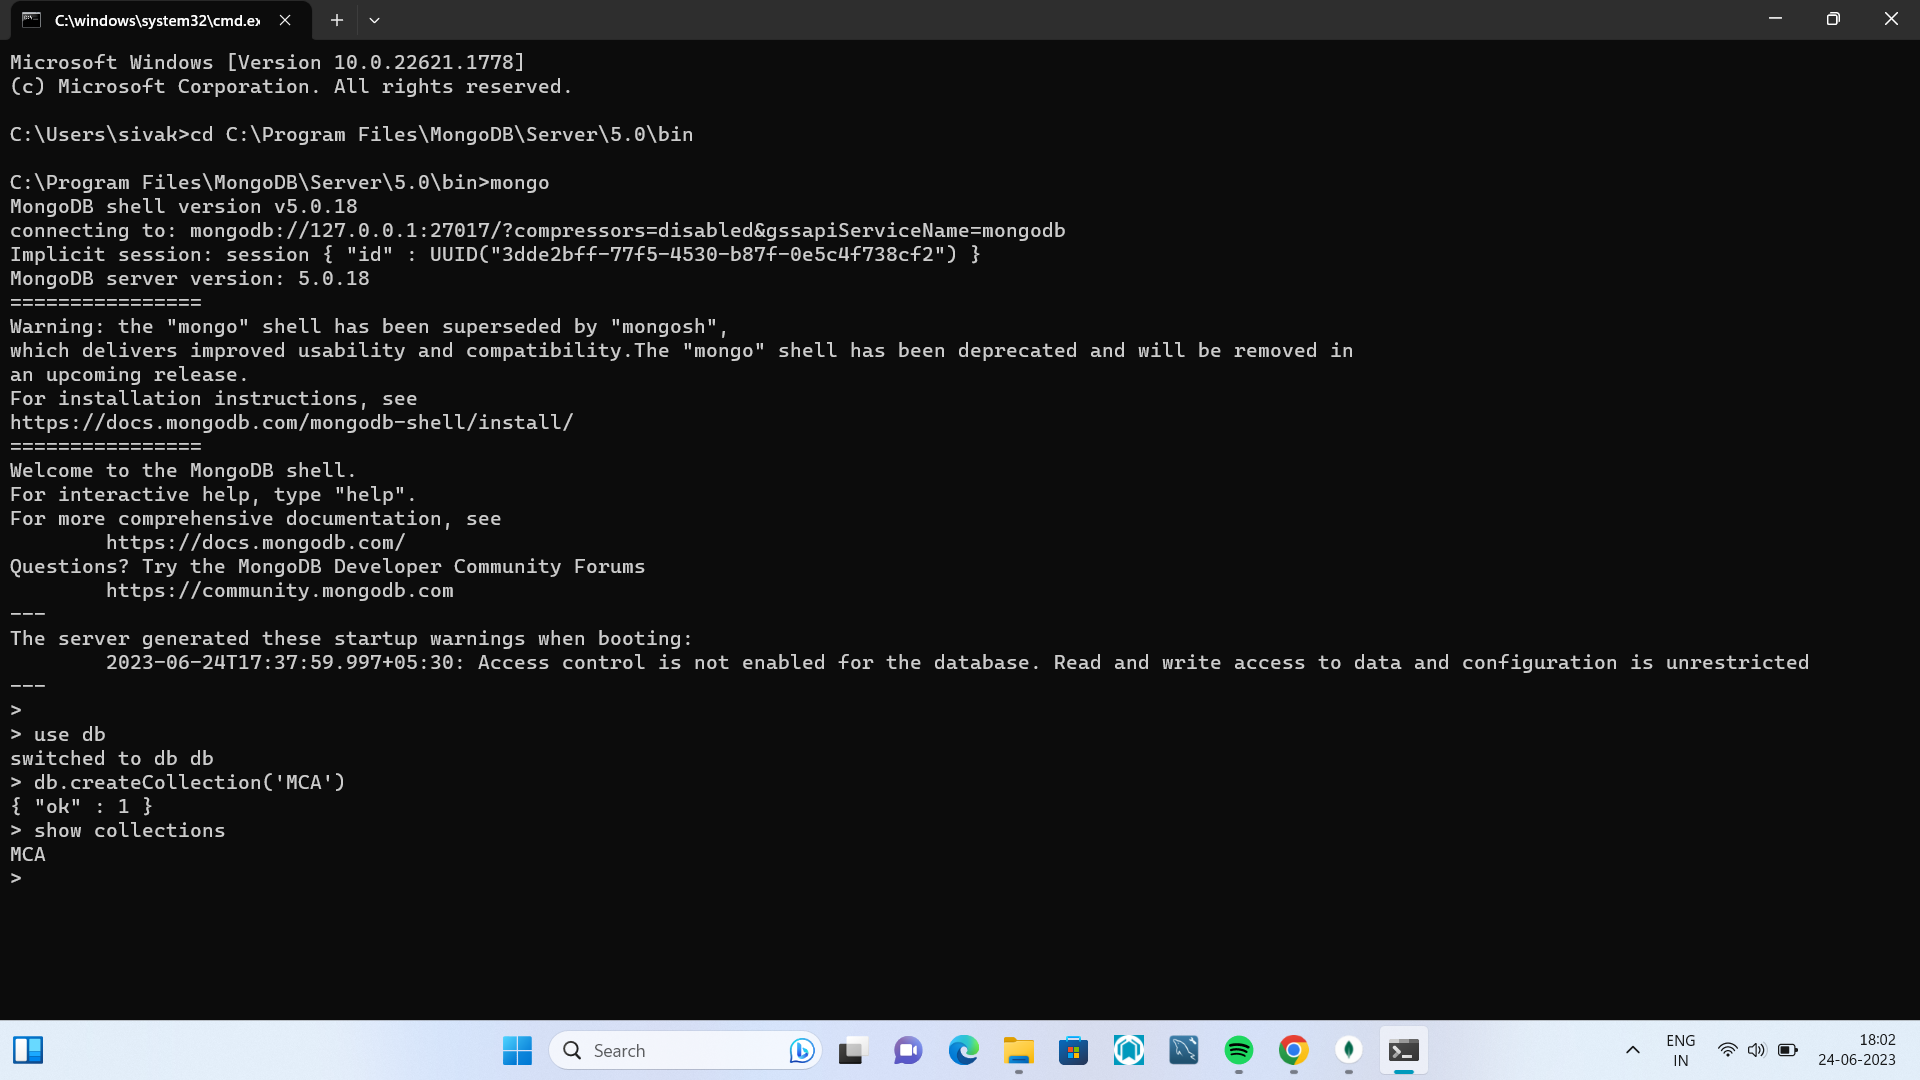 C:\windows\system32\cmd.ex
Microsoft Windows [Version 10.0.22621.1778]
(c) Microsoft Corporation. All rights reserved.
C:\Users\sivak>cd C:\Program Files\MongoDB\Server\5.0\bin
C:\Program Files\MongoDB\Server\5.0\bin>mongo
MongoDB shell version v5.0.18
connecting to: mongodb://127.0.0.1:27017/?compressors=disabled&gssapiServiceName=mongodb
Implicit session: session { "id" : UUID("3dde2bff-77f5-4530-b87f-0e5c4f738cf2") }
MongoDB server version: 5.0.18
================
Warning: the "mongo" shell has been superseded by "mongosh",
which delivers improved usability and compatibility.The "mongo" shell has been deprecated and will be removed in
an upcoming release.
For installation instructions, see
https://docs.mongodb.com/mongodb-shell/install/
================
Welcome to the MongoDB shell.
For interactive help, type "help".
For more comprehensive documentation, see
https://docs.mongodb.com/
Questions? Try the MongoDB Developer Community Forums
https://community.mongodb.com
---
The server generated these startup warnings when booting:
2023-06-24T17:37:59.997+05:30: Access control is not enabled for the database. Read and write access to data and configuration is unrestricted
---
>
> use db
switched to db db
> db.createCollection('MCA')
{ "ok" : 1 }
> show collections
MCA
>
Search
ENG
IN
18:02
24-06-2023